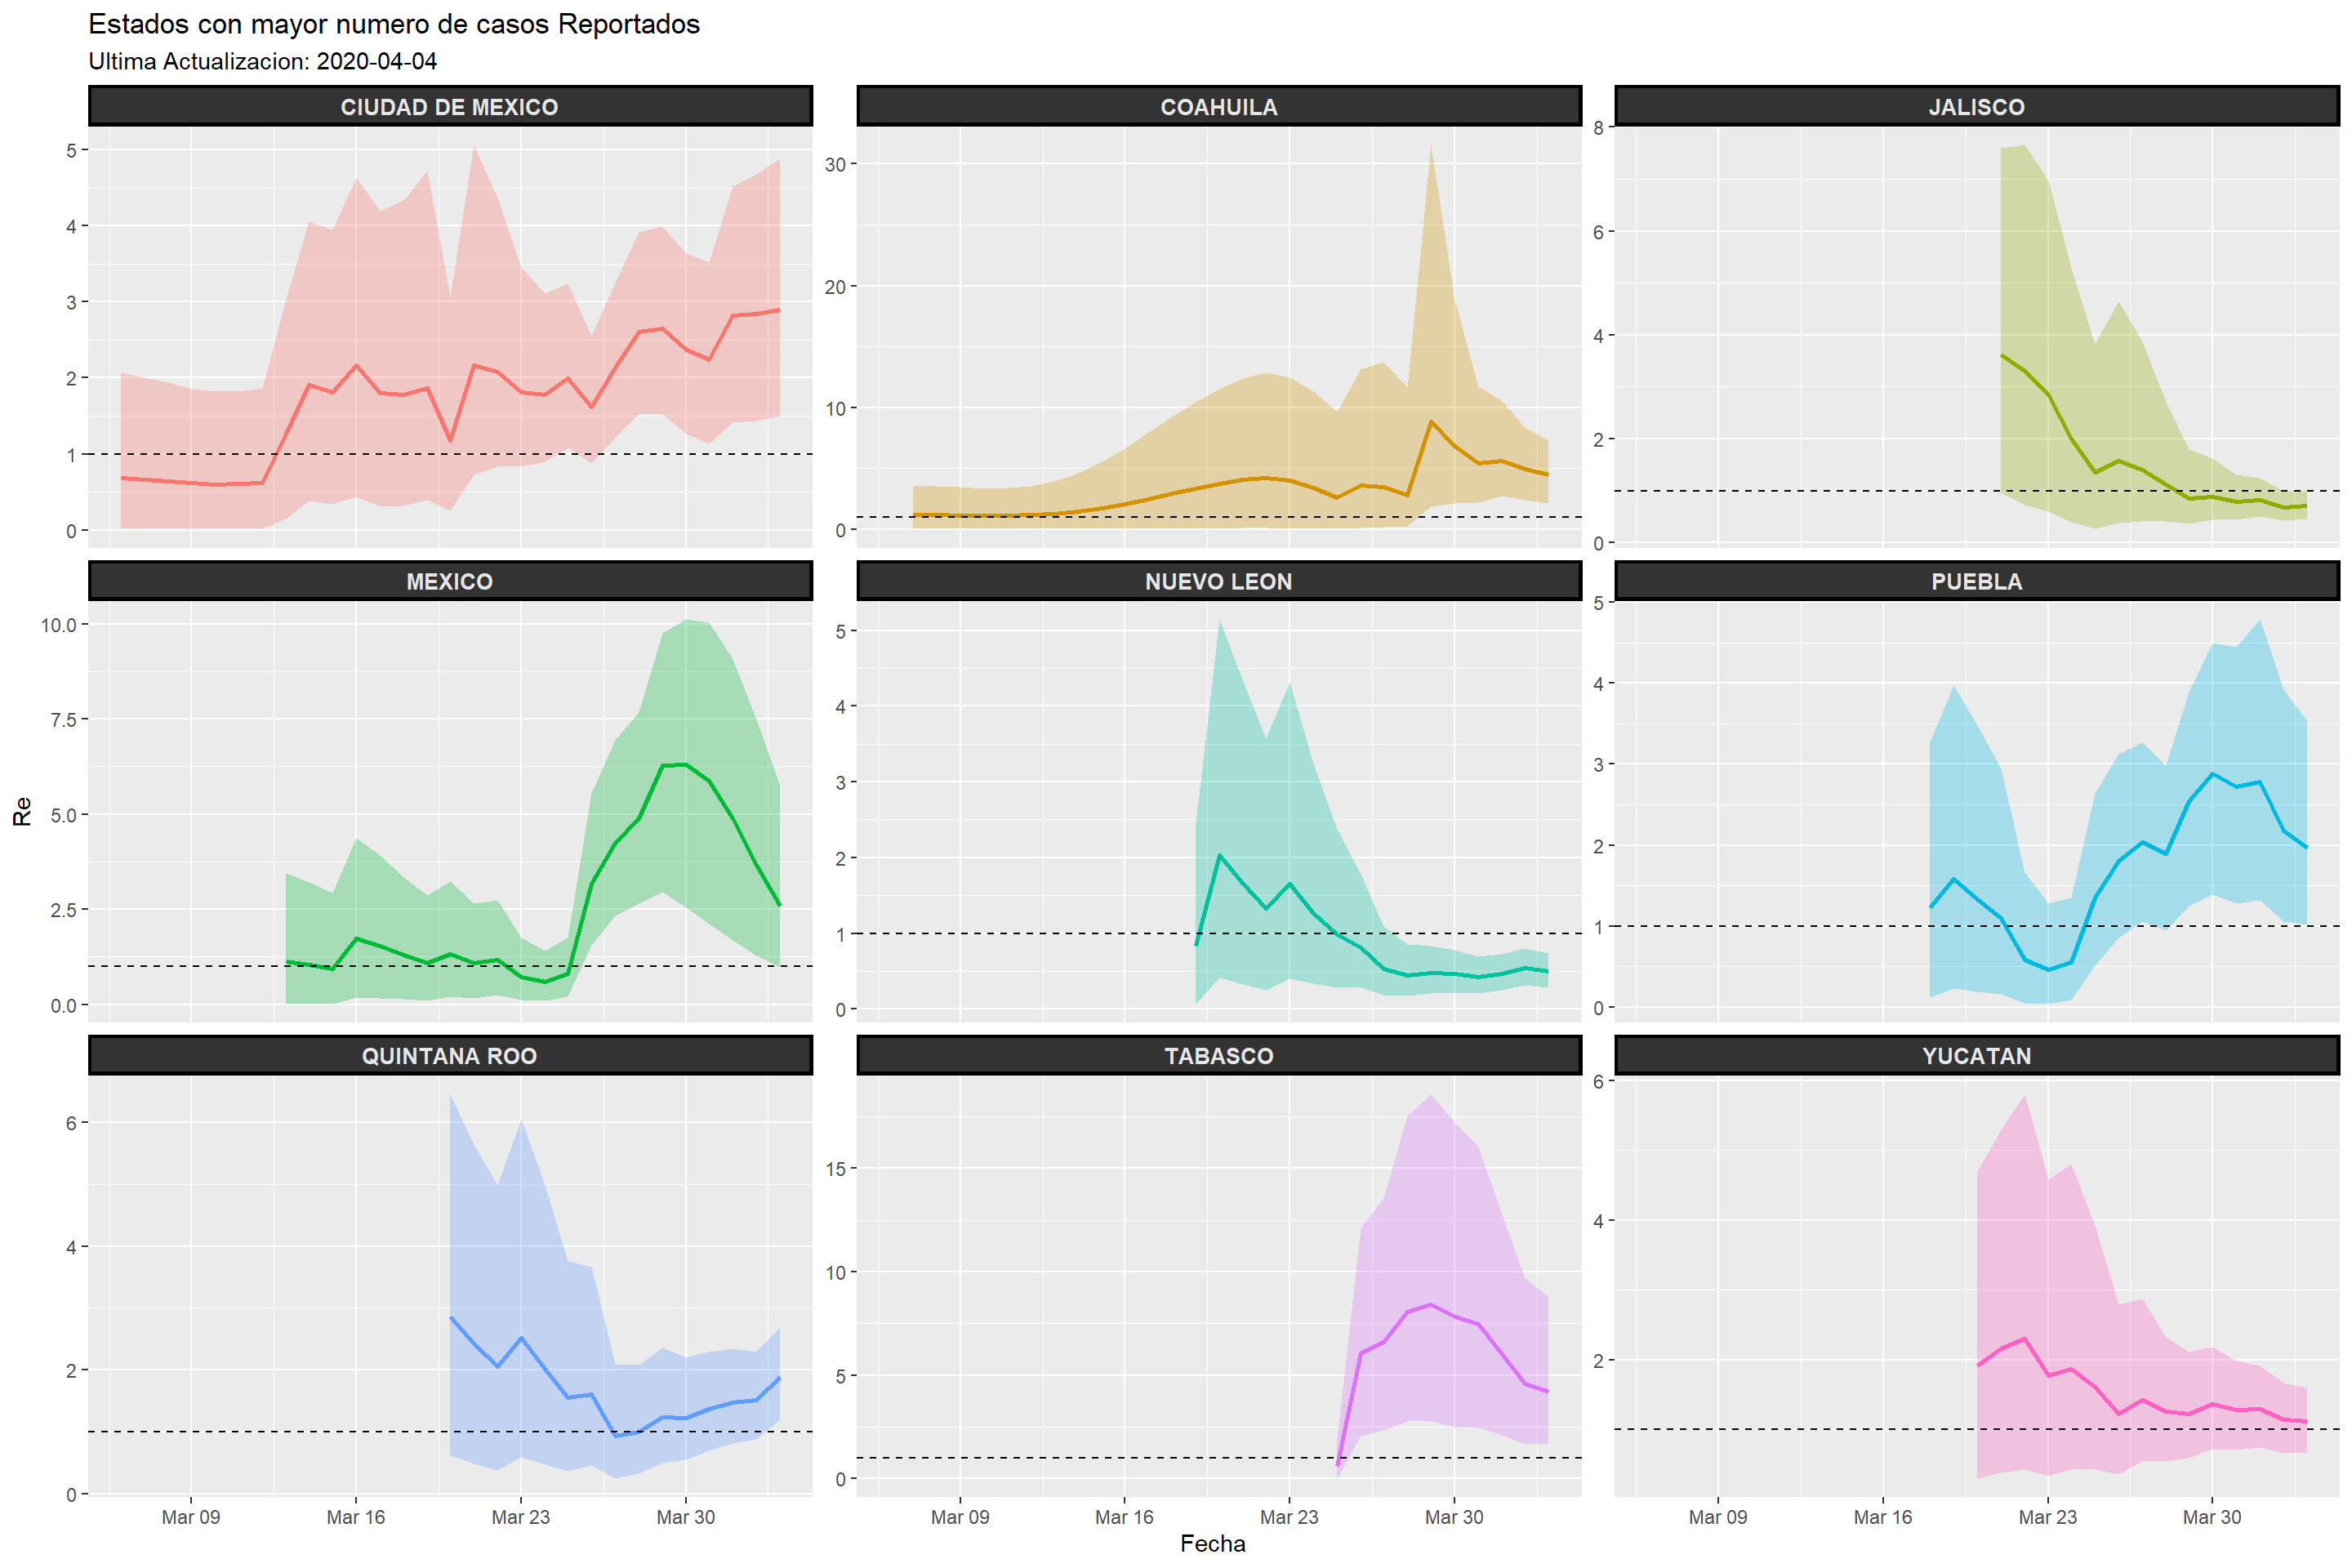 Estados con mayor numero de casos Reportados
Ultima Actualizacion: 2020-04-04
CIUDAD DE MEXICO
COAHUILA
JALISCO
5
4
3
2
1
0
30
20
10
0
8
6
4
2
0
MEXICO
NUEVO LEON
PUEBLA
10.0
7.5
5.0
2.5
0.0
5
4
3
2
1
0
5
4
3
2
1
0
Re
QUINTANA ROO
TABASCO
YUCATAN
6
4
2
0
15
10
5
0
6
4
2
Mar 09 Mar 16 Mar 23 Mar 30
Mar 09 Mar 16 Mar 23 Mar 30
Mar 09 Mar 16 Mar 23 Mar 30
Fecha